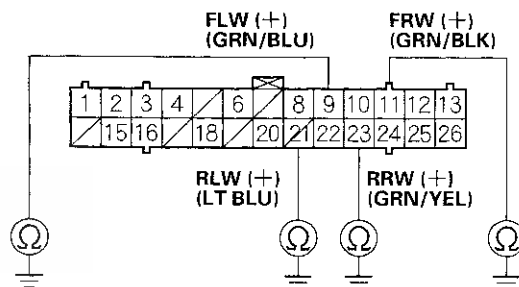 FLW (+)
(GRN/BLU)
FRW (+)
(GRN/BLK)
1 2 3 4 6 8 9 10 11 12 13
15 16 18 20 21 22 23 24 25 26
RLW (+)
(LT BLU)
RRW (+)
(GRN/YEL)
Ω Ω Ω Ω